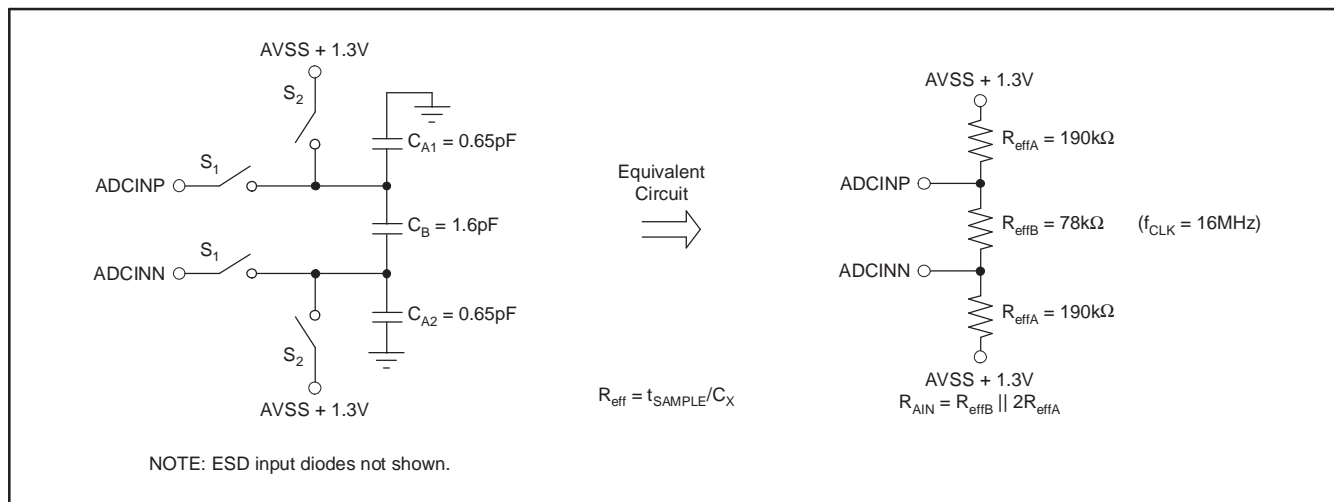 AVSS + 1.3V
S2
CA1 = 0.65pF
S1
ADCINP
CB = 1.6pF
S1
ADCINN
CA2 = 0.65pF
S2
AVSS + 1.3V
NOTE: ESD input diodes not shown.
Equivalent
Circuit
Reff = tSAMPLE/CX
AVSS + 1.3V
ReffA = 190kΩ
ADCINP
ReffB = 78kΩ (fCLK = 16MHz)
ADCINN
ReffA = 190kΩ
AVSS + 1.3V
RAIN = ReffB || 2ReffA